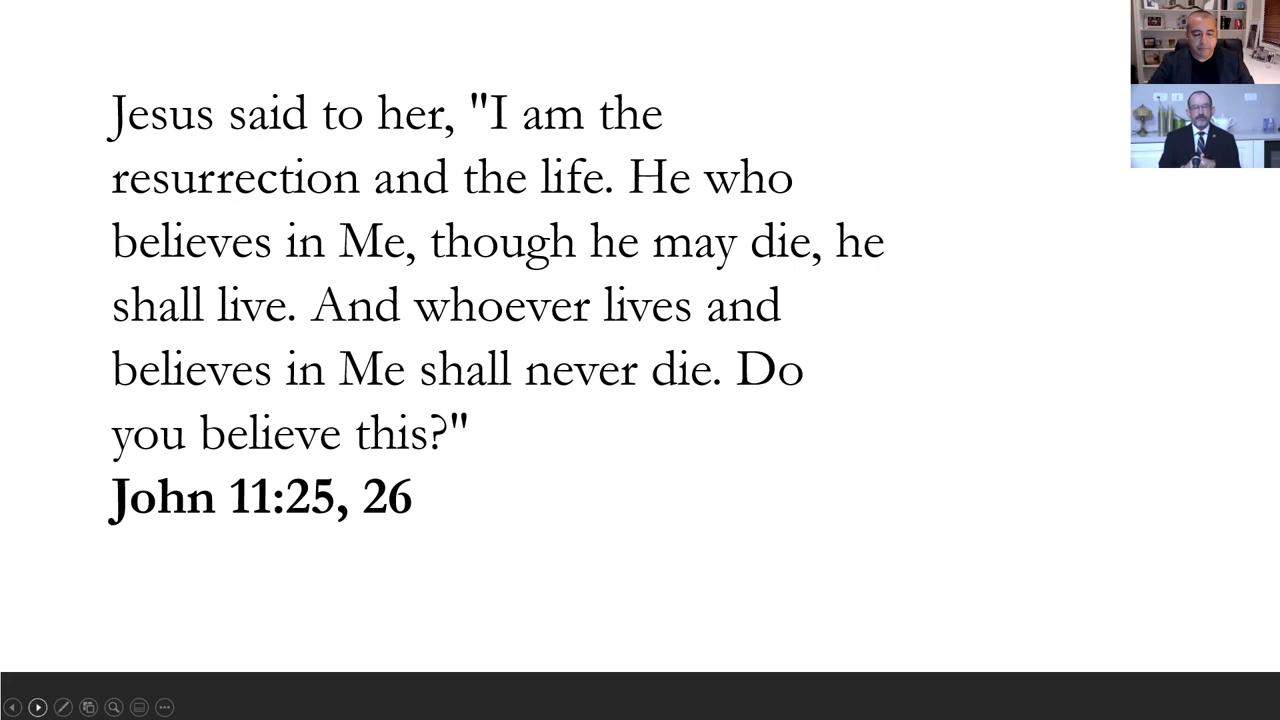 Jesus said to her, "I am the
resurrection and the life. He who
believes in Me, though he may die, he
shall live. And whoever lives and
believes in Me shall never die. Do
you believe this?"
John 11:25, 26